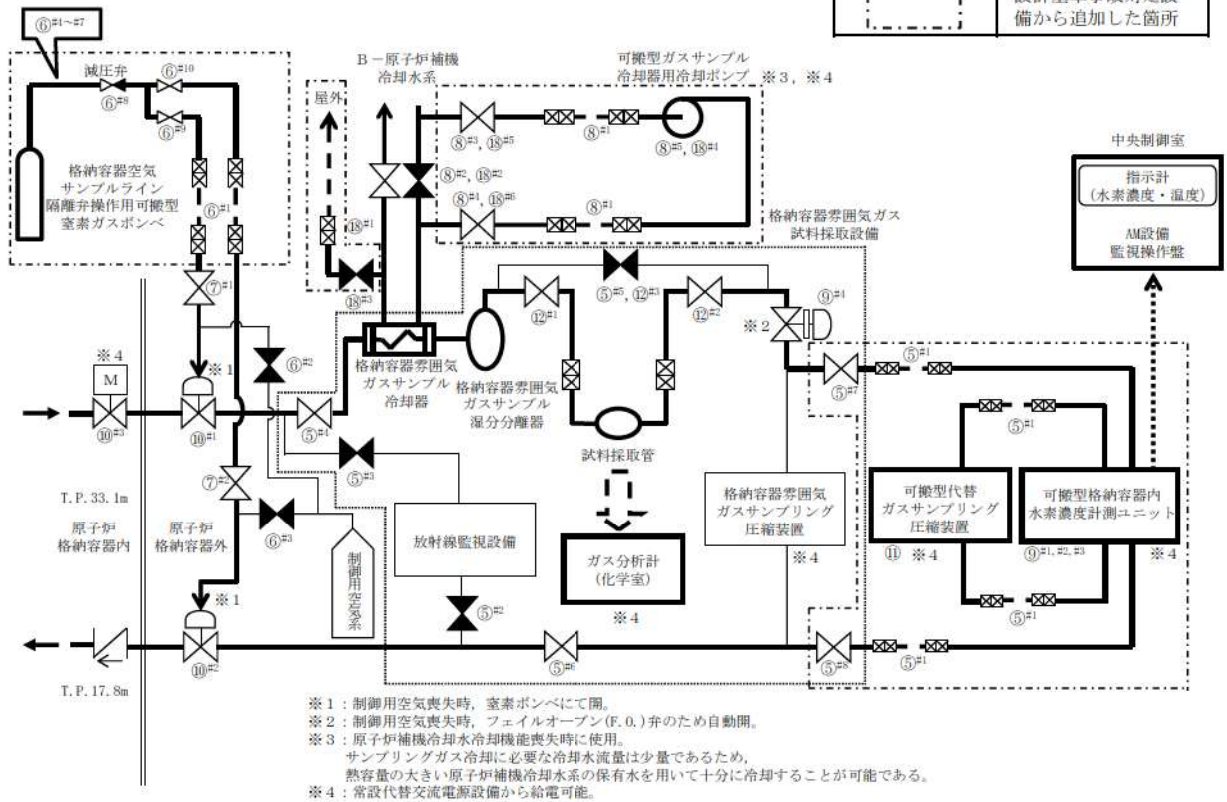 備から追加した箇所
⑥#4～#7
減圧弁
⑥#8
⑥#10
⑥#9
格納容器空気
サンプルライン
隔離弁操作用可搬型
窒素ガスボンベ
⑥#1
屋外
B－原子炉補機
冷却水系
可搬型ガスサンプル
冷却器用冷却ポンプ ※3, ※4
⑧#3, ⑱#5
⑧#1
⑧#5, ⑱#4
⑧#2, ⑱#2
⑧#4, ⑱#6
⑧#1
⑱#1
⑱#3
格納容器雰囲気ガス
試料採取設備
中央制御室
指示計
(水素濃度・温度)
AM設備
監視操作盤
⑦#1
⑥#2
※1
※4
M
⑩#3
⑩#1
⑤#4
⑤#3
格納容器雰囲気
ガスサンプル
冷却器
格納容器雰囲気
ガスサンプル
湿分分離器
⑫#1
⑤#5, ⑫#3
⑫#2
⑨#4
※2
⑤#7
⑤#1
⑤#1
試料採取管
T.P.33.1m
原子炉
格納容器内
原子炉
格納容器外
⑦#2
⑥#3
制御用空気系
放射線監視設備
ガス分析計
(化学室)
※4
格納容器雰囲気
ガスサンプリング
圧縮装置
※4
可搬型代替
ガスサンプリング
圧縮装置
⑪ ※4
可搬型格納容器内
水素濃度計測ユニット
⑨#1,#2,#3 ※4
⑤#1
※1
⑩#2
⑤#2
⑤#6
⑤#8
⑤#1
T.P.17.8m
※1：制御用空気喪失時，窒素ボンベにて開。
※2：制御用空気喪失時，フェイルオープン(F.O.)弁のため自動開。
※3：原子炉補機冷却水冷却機能喪失時に使用。
サンプリングガス冷却に必要な冷却水流量は少量であるため，
熱容量の大きい原子炉補機冷却水系の保有水を用いて十分に冷却することが可能である。
※4：常設代替交流電源設備から給電可能。